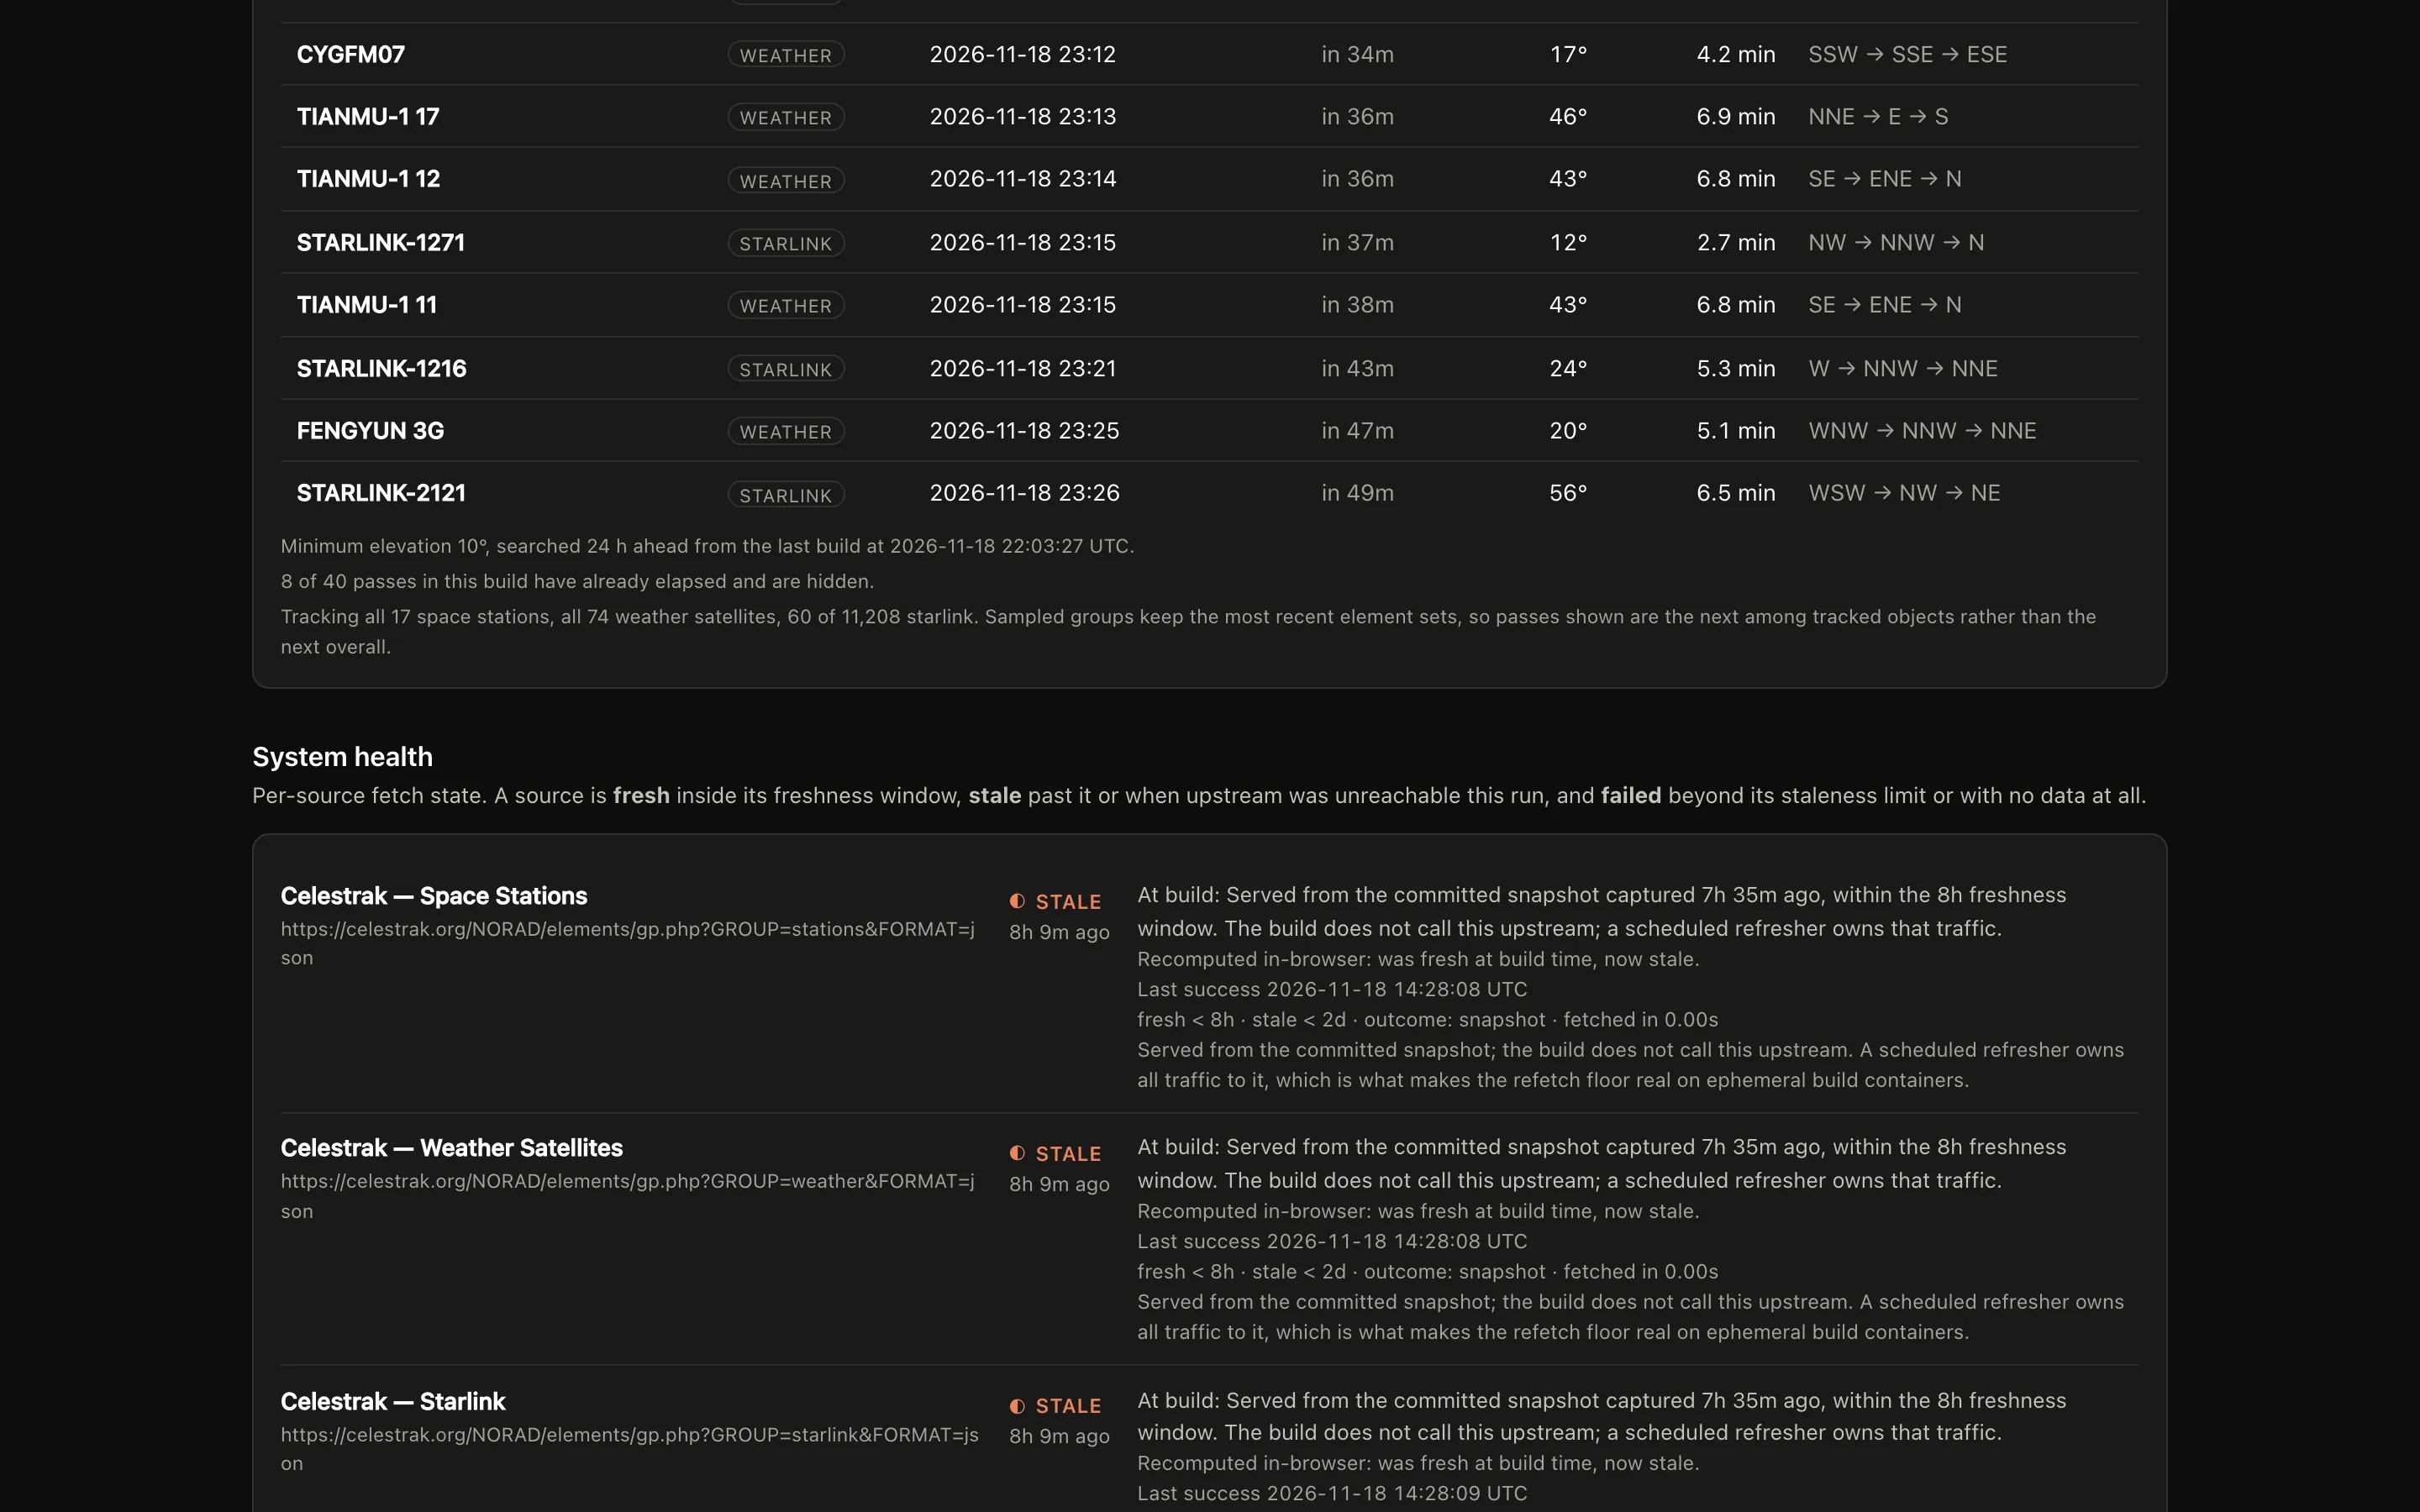 CYGFM07 WEATHER 2026-11-18 23:12 in 34m 17° 4.2 min SSW → SSE → ESE
TIANMU-1 17 WEATHER 2026-11-18 23:13 in 36m 46° 6.9 min NNE → E → S
TIANMU-1 12 WEATHER 2026-11-18 23:14 in 36m 43° 6.8 min SE → ENE → N
STARLINK-1271 STARLINK 2026-11-18 23:15 in 37m 12° 2.7 min NW → NNW → N
TIANMU-1 11 WEATHER 2026-11-18 23:15 in 38m 43° 6.8 min SE → ENE → N
STARLINK-1216 STARLINK 2026-11-18 23:21 in 43m 24° 5.3 min W → NNW → NNE
FENGYUN 3G WEATHER 2026-11-18 23:25 in 47m 20° 5.1 min WNW → NNW → NNE
STARLINK-2121 STARLINK 2026-11-18 23:26 in 49m 56° 6.5 min WSW → NW → NE
Minimum elevation 10°, searched 24 h ahead from the last build at 2026-11-18 22:03:27 UTC.
8 of 40 passes in this build have already elapsed and are hidden.
Tracking all 17 space stations, all 74 weather satellites, 60 of 11,208 starlink. Sampled groups keep the most recent element sets, so passes shown are the next among tracked objects rather than the
next overall.
System health
Per-source fetch state. A source is fresh inside its freshness window, stale past it or when upstream was unreachable this run, and failed beyond its staleness limit or with no data at all.
Celestrak — Space Stations
https://celestrak.org/NORAD/elements/gp.php?GROUP=stations&FORMAT=j
son
STALE
8h 9m ago
At build: Served from the committed snapshot captured 7h 35m ago, within the 8h freshness
window. The build does not call this upstream; a scheduled refresher owns that traffic.
Recomputed in-browser: was fresh at build time, now stale.
Last success 2026-11-18 14:28:08 UTC
fresh < 8h · stale < 2d · outcome: snapshot · fetched in 0.00s
Served from the committed snapshot; the build does not call this upstream. A scheduled refresher owns
all traffic to it, which is what makes the refetch floor real on ephemeral build containers.
Celestrak — Weather Satellites
https://celestrak.org/NORAD/elements/gp.php?GROUP=weather&FORMAT=j
son
STALE
8h 9m ago
At build: Served from the committed snapshot captured 7h 35m ago, within the 8h freshness
window. The build does not call this upstream; a scheduled refresher owns that traffic.
Recomputed in-browser: was fresh at build time, now stale.
Last success 2026-11-18 14:28:08 UTC
fresh < 8h · stale < 2d · outcome: snapshot · fetched in 0.00s
Served from the committed snapshot; the build does not call this upstream. A scheduled refresher owns
all traffic to it, which is what makes the refetch floor real on ephemeral build containers.
Celestrak — Starlink
https://celestrak.org/NORAD/elements/gp.php?GROUP=starlink&FORMAT=js
on
STALE
8h 9m ago
At build: Served from the committed snapshot captured 7h 35m ago, within the 8h freshness
window. The build does not call this upstream; a scheduled refresher owns that traffic.
Recomputed in-browser: was fresh at build time, now stale.
Last success 2026-11-18 14:28:09 UTC